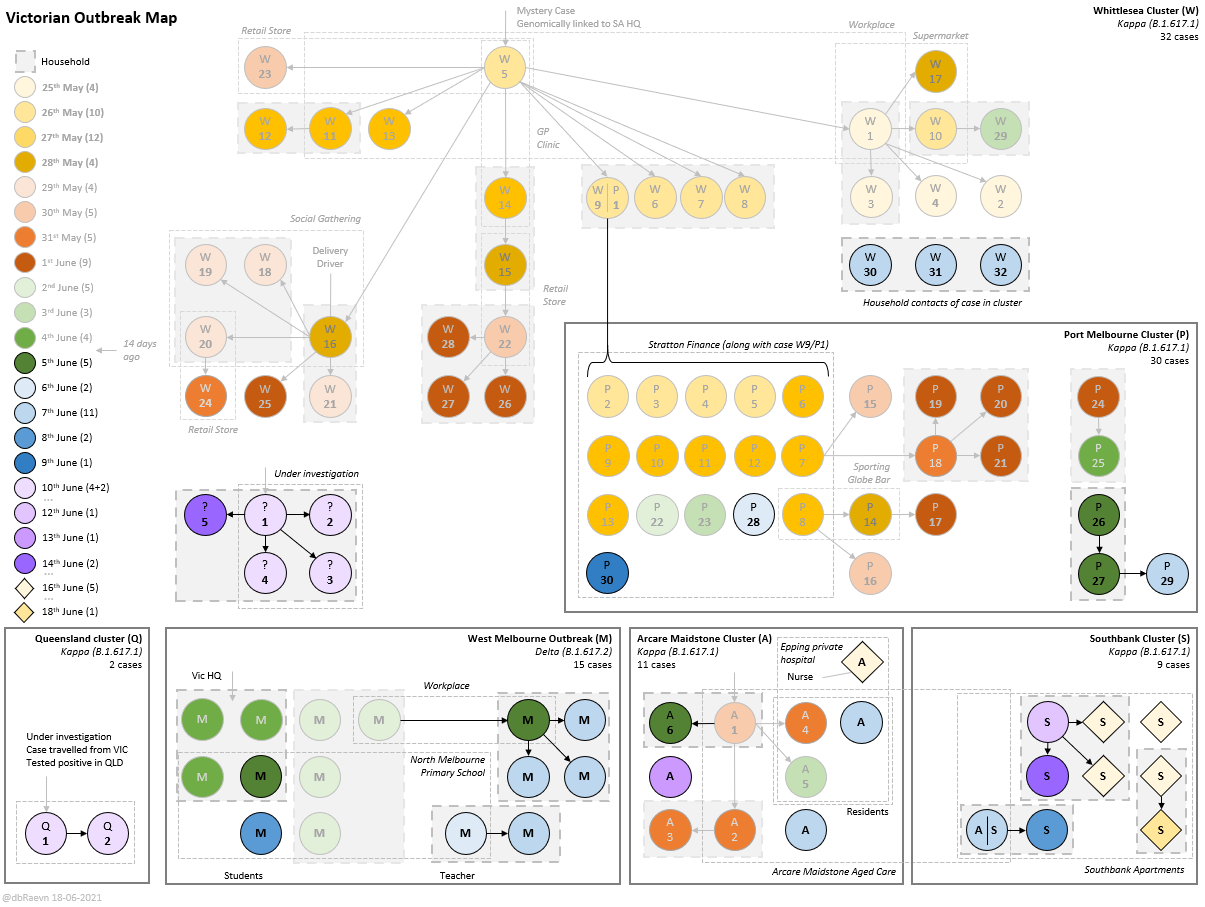 Victorian Outbreak Map
Household
25th May (4)
26th May (10)
27th May (12)
28th May (4)
29th May (4)
30th May (5)
31st May (5)
1st June (9)
2nd June (5)
3rd June (3)
4th June (4)
14 days
ago
5th June (5)
6th June (2)
7th June (11)
8th June (2)
9th June (1)
10th June (4+2)
...
12th June (1)
13th June (1)
14th June (2)
...
16th June (5)
...
18th June (1)
Mystery Case
Genomically linked to SA HQ
Whittlesea Cluster (W)
Kappa (B.1.617.1)
32 cases
Retail Store
W
23
W
5
Workplace
Supermarket
W
17
W
12
W
11
W
13
GP
Clinic
W
1
W
10
W
29
W
14
W
9
P
1
W
6
W
7
W
8
W
3
W
4
W
2
Social Gathering
W
19
W
18
Delivery
Driver
W
15
Retail
Store
W
30
W
31
W
32
Household contacts of case in cluster
W
20
W
16
W
28
W
22
W
24
W
25
W
21
W
27
W
26
Retail Store
Port Melbourne Cluster (P)
Kappa (B.1.617.1)
30 cases
Stratton Finance (along with case W9/P1)
P
2
P
3
P
4
P
5
P
6
P
15
P
19
P
20
P
24
P
9
P
10
P
11
P
12
P
7
P
18
P
21
P
25
Sporting
Globe Bar
P
13
P
22
P
23
P
28
P
8
P
14
P
17
P
26
P
30
P
16
P
27
P
29
Under investigation
?
5
?
1
?
2
?
4
?
3
Queensland cluster (Q)
Kappa (B.1.617.1)
2 cases
Under investigation
Case travelled from VIC
Tested positive in QLD
Q
1
Q
2
West Melbourne Outbreak (M)
Delta (B.1.617.2)
15 cases
Vic HQ
Workplace
M
M
M
M
M
M
North Melbourne
Primary School
M
M
M
M
M
M
M
M
M
Students
Teacher
Arcare Maidstone Cluster (A)
Kappa (B.1.617.1)
11 cases
Epping private
hospital
Nurse
A
A
6
A
1
A
4
A
A
A
5
Residents
A
3
A
2
A
Arcare Maidstone Aged Care
Southbank Cluster (S)
Kappa (B.1.617.1)
9 cases
S
S
S
S
S
S
A
S
S
S
Southbank Apartments
@dbRaevn 18-06-2021